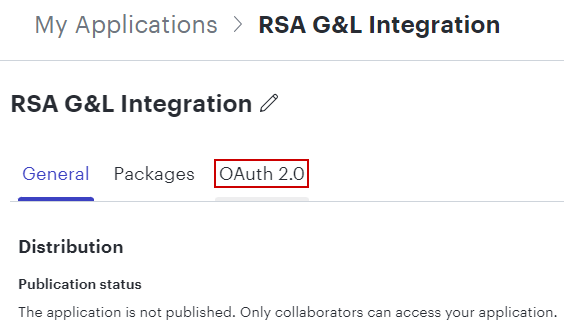 My Applications > RSA G&L Integration
RSA G&L Integration
General Packages OAuth 2.0
Distribution
Publication status
The application is not published. Only collaborators can access your application.